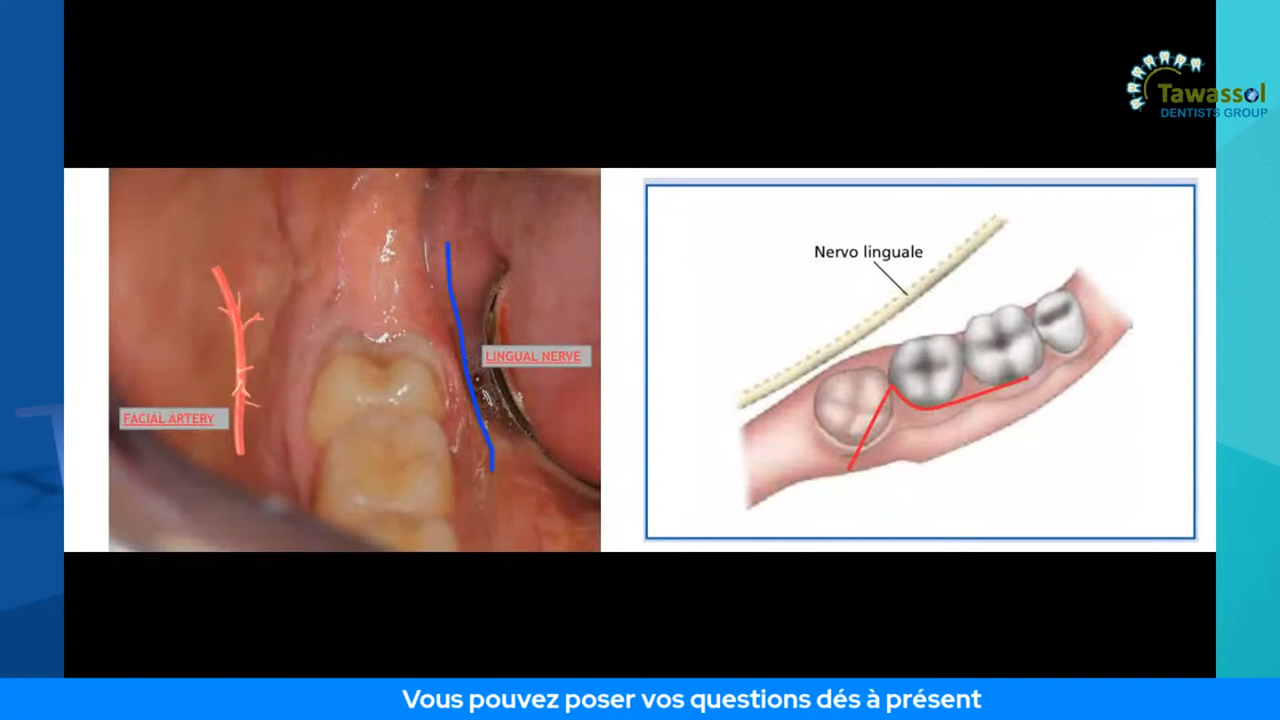 Tawassol
DENTISTS GROUP
Nervo linguale
LINGUAL NERVE
FACIAL ARTERY
Vous pouvez poser vos questions dés à présent